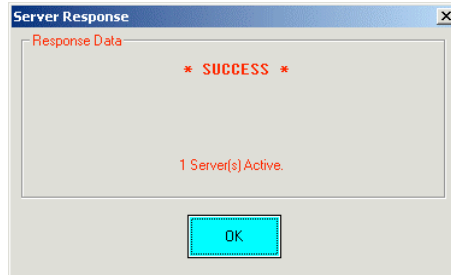 Server Response
Response Data
* SUCCESS *
1 Server(s) Active.
OK